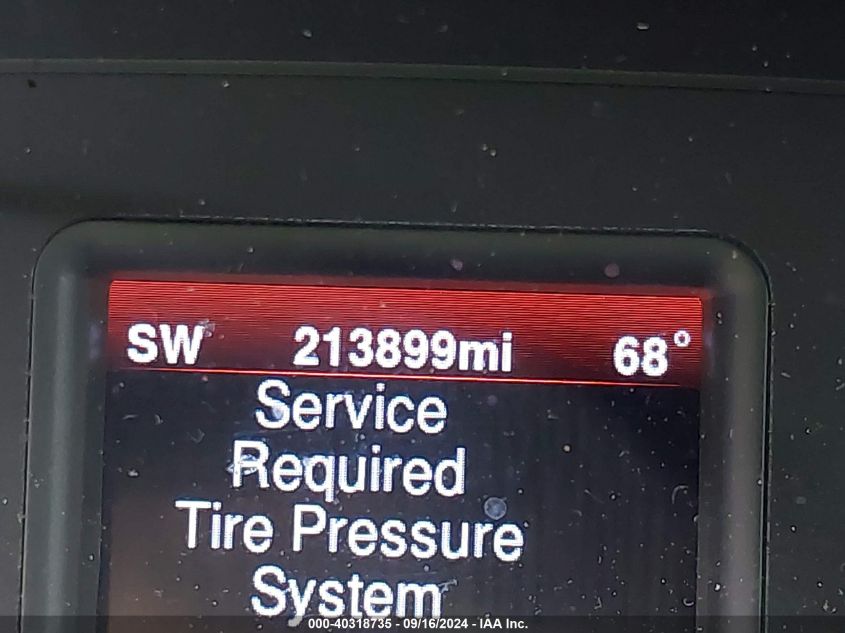 SW 213899mi 68°
Service
Required
Tire Pressure
System
000-40318735 - 09/16/2024 - IAA Inc.